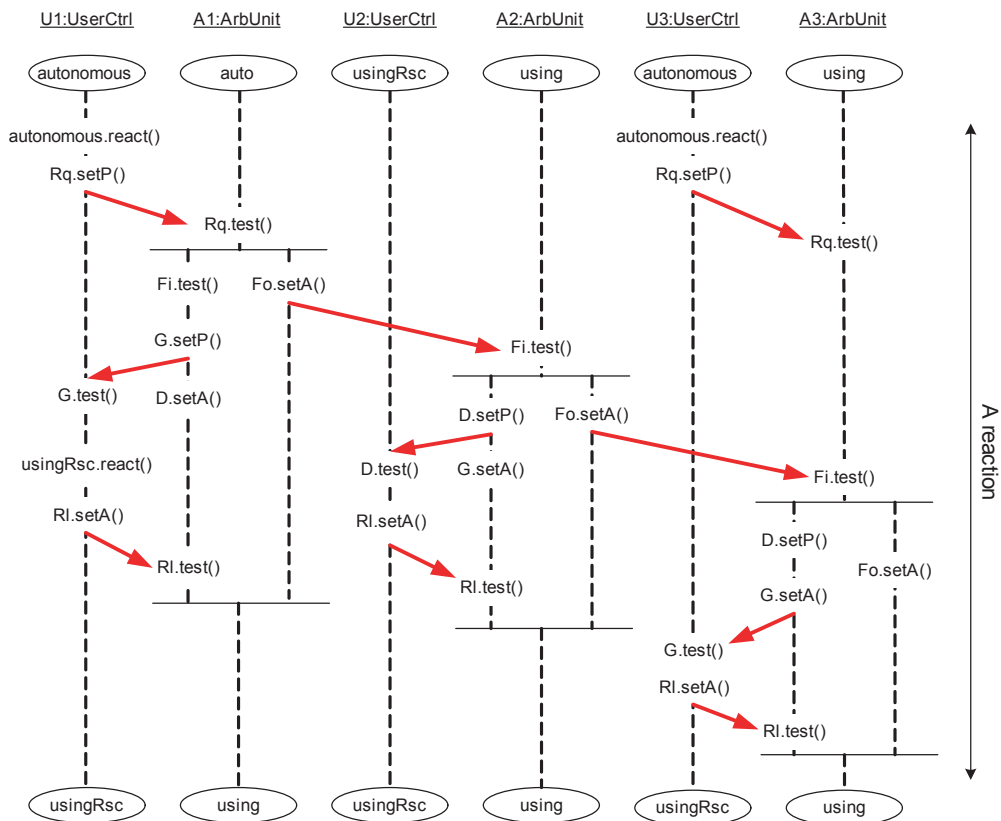 U1:UserCtrl A1:ArbUnit U2:UserCtrl A2:ArbUnit U3:UserCtrl A3:ArbUnit
autonomous auto usingRsc using autonomous using
autonomous.react() autonomous.react()
Rq.setP() Rq.setP()
Rq.test() Rq.test()
Fi.test() Fo.setA()
G.setP() Fi.test()
G.test() D.setA() D.setP() Fo.setA()
usingRsc.react() D.test() G.setA() Fi.test()
Rl.setA() Rl.setA() D.setP()
Rl.test() Rl.test() Fo.setA()
G.setA()
G.test()
Rl.setA()
Rl.test()
usingRsc using usingRsc using usingRsc using
A reaction